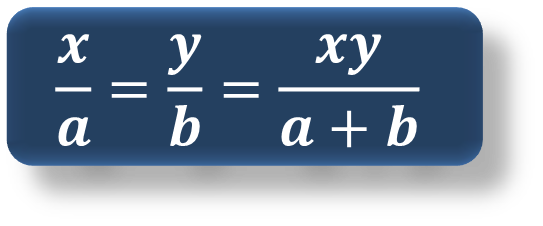 x/a = y/b = xy/(a + b)